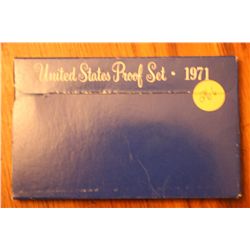 United States Proof Set · 1971